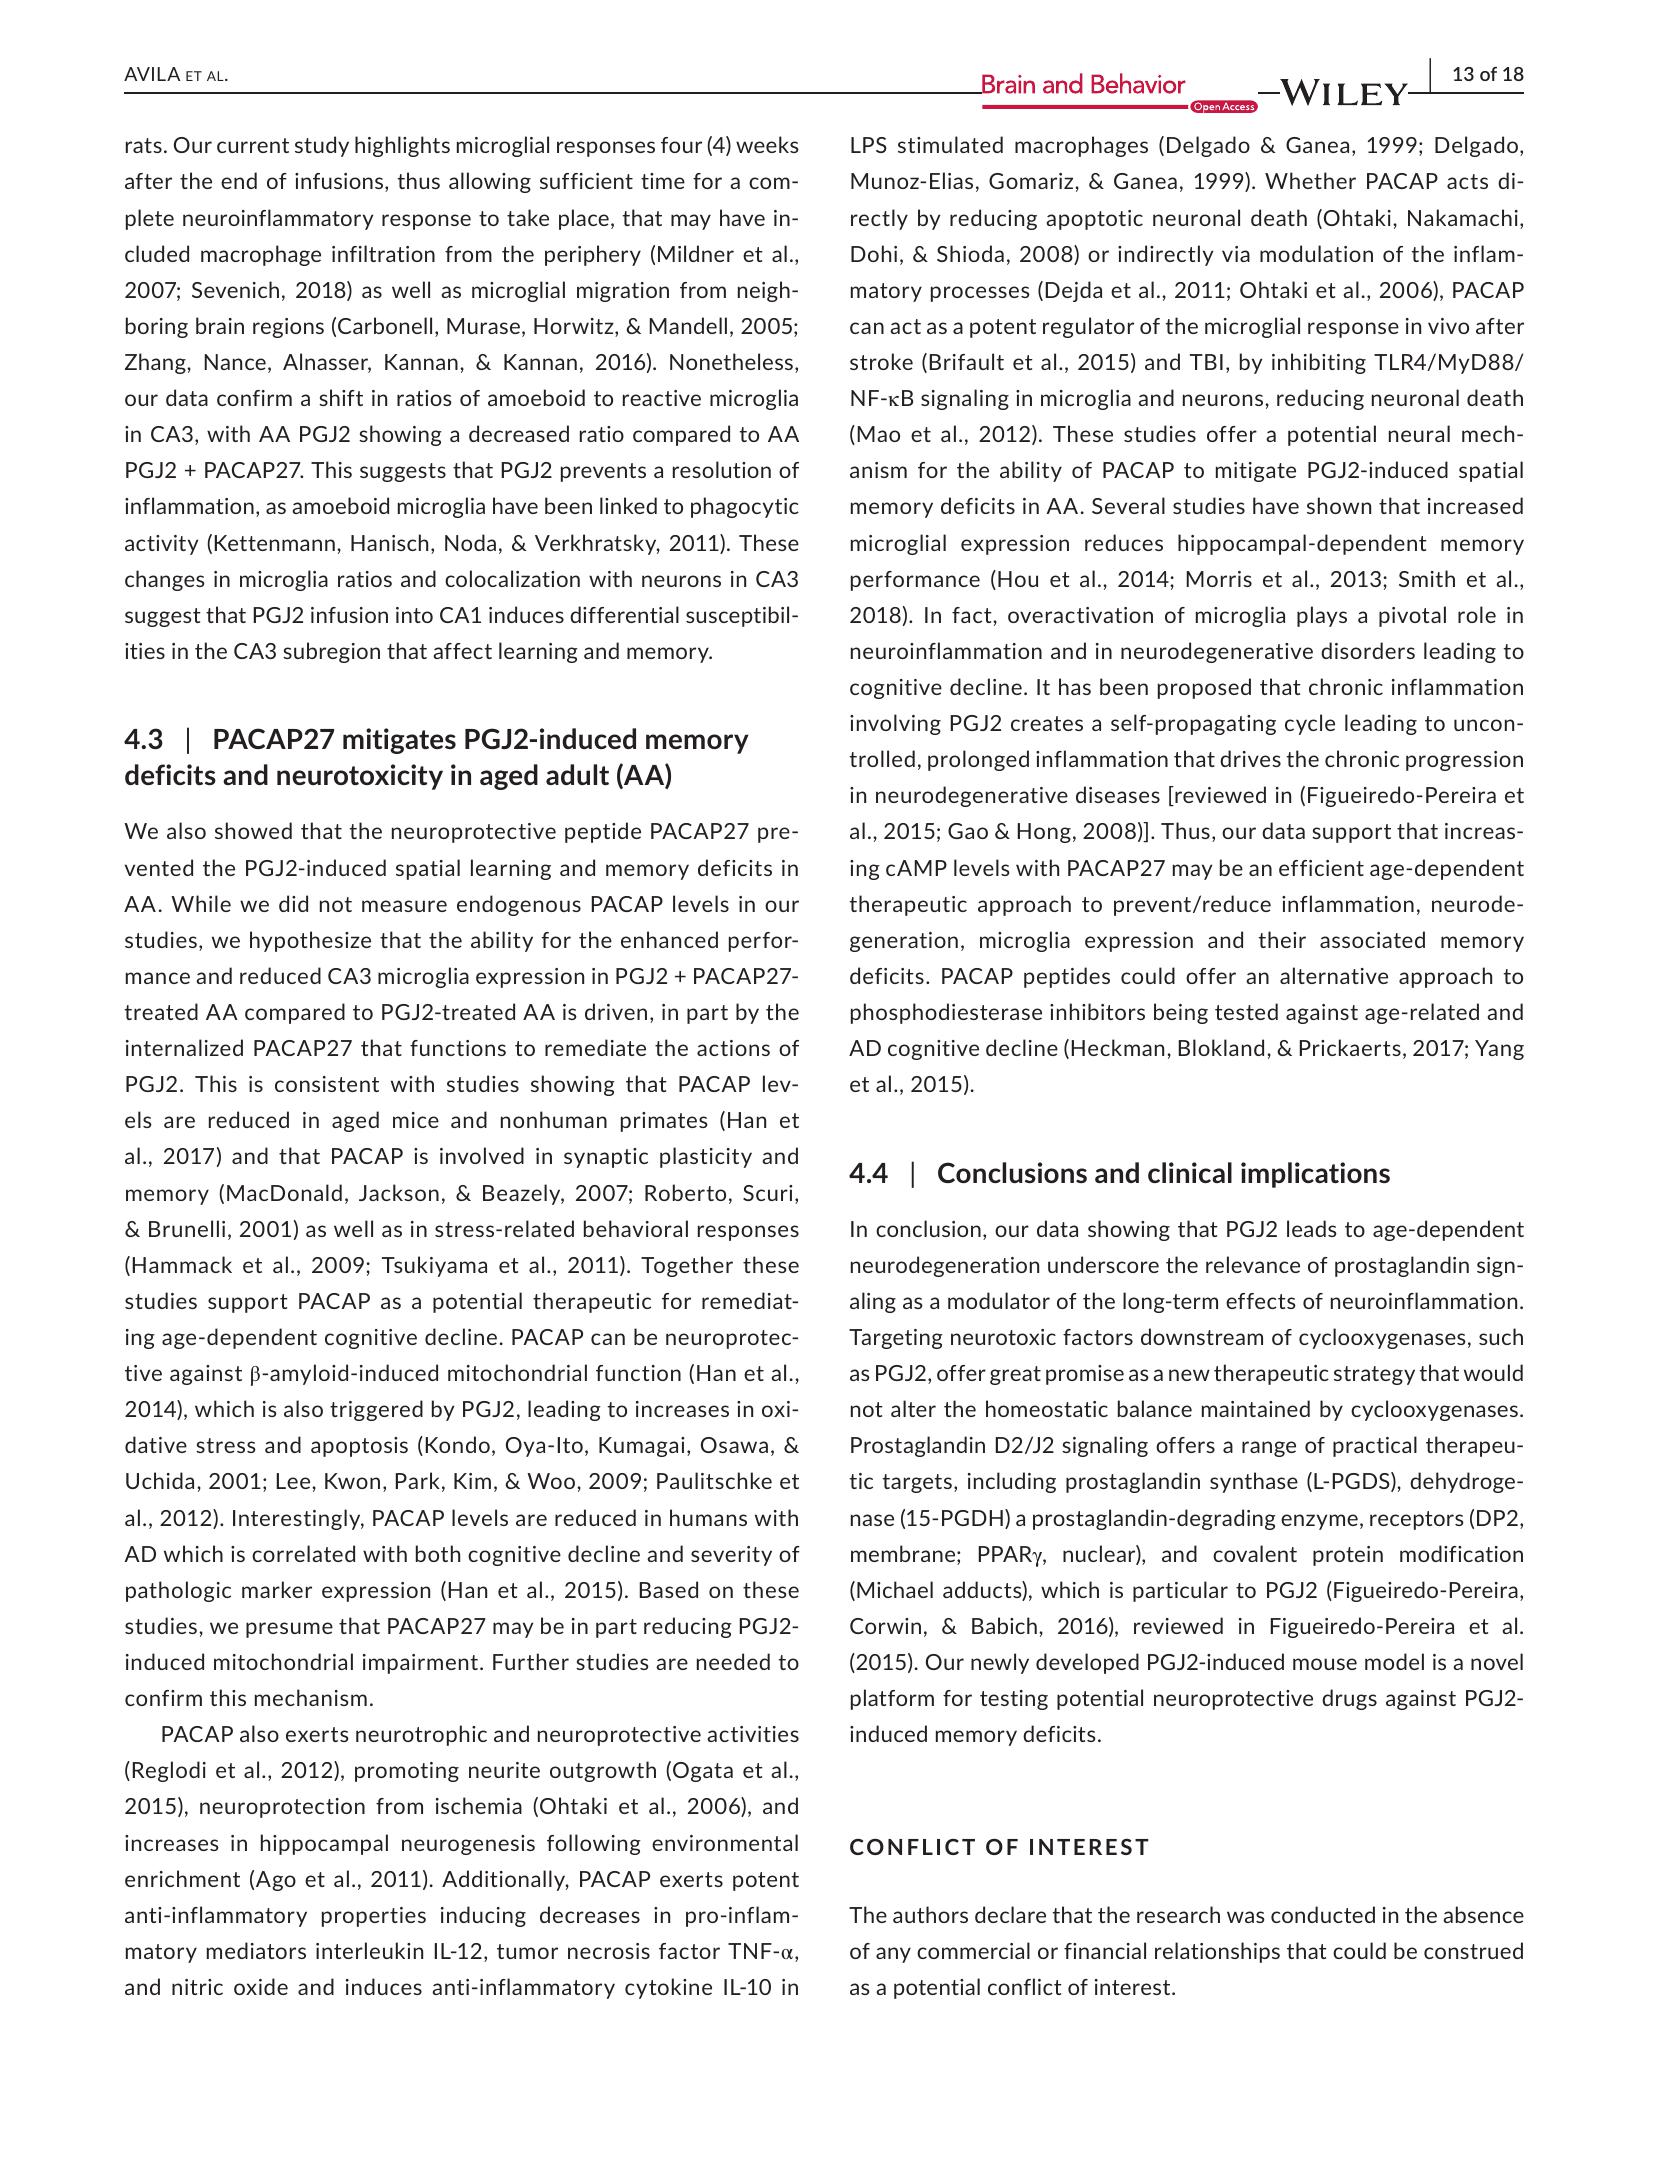 AVILA ET AL.
Brain and Behavior
Open Access
WILEY
13 of 18
rats. Our current study highlights microglial responses four (4) weeks
after the end of infusions, thus allowing sufficient time for a com-
plete neuroinflammatory response to take place, that may have in-
cluded macrophage infiltration from the periphery (Mildner et al.,
2007; Sevenich, 2018) as well as microglial migration from neigh-
boring brain regions (Carbonell, Murase, Horwitz, & Mandell, 2005;
Zhang, Nance, Alnasser, Kannan, & Kannan, 2016). Nonetheless,
our data confirm a shift in ratios of amoeboid to reactive microglia
in CA3, with AA PGJ2 showing a decreased ratio compared to AA
PGJ2 + PACAP27. This suggests that PGJ2 prevents a resolution of
inflammation, as amoeboid microglia have been linked to phagocytic
activity (Kettenmann, Hanisch, Noda, & Verkhratsky, 2011). These
changes in microglia ratios and colocalization with neurons in CA3
suggest that PGJ2 infusion into CA1 induces differential susceptibil-
ities in the CA3 subregion that affect learning and memory.
4.3 | PACAP27 mitigates PGJ2-induced memory
deficits and neurotoxicity in aged adult (AA)
We also showed that the neuroprotective peptide PACAP27 pre-
vented the PGJ2-induced spatial learning and memory deficits in
AA. While we did not measure endogenous PACAP levels in our
studies, we hypothesize that the ability for the enhanced perfor-
mance and reduced CA3 microglia expression in PGJ2 + PACAP27-
treated AA compared to PGJ2-treated AA is driven, in part by the
internalized PACAP27 that functions to remediate the actions of
PGJ2. This is consistent with studies showing that PACAP lev-
els are reduced in aged mice and nonhuman primates (Han et
al., 2017) and that PACAP is involved in synaptic plasticity and
memory (MacDonald, Jackson, & Beazely, 2007; Roberto, Scuri,
& Brunelli, 2001) as well as in stress-related behavioral responses
(Hammack et al., 2009; Tsukiyama et al., 2011). Together these
studies support PACAP as a potential therapeutic for remediat-
ing age-dependent cognitive decline. PACAP can be neuroprotec-
tive against β-amyloid-induced mitochondrial function (Han et al.,
2014), which is also triggered by PGJ2, leading to increases in oxi-
dative stress and apoptosis (Kondo, Oya-Ito, Kumagai, Osawa, &
Uchida, 2001; Lee, Kwon, Park, Kim, & Woo, 2009; Paulitschke et
al., 2012). Interestingly, PACAP levels are reduced in humans with
AD which is correlated with both cognitive decline and severity of
pathologic marker expression (Han et al., 2015). Based on these
studies, we presume that PACAP27 may be in part reducing PGJ2-
induced mitochondrial impairment. Further studies are needed to
confirm this mechanism.
PACAP also exerts neurotrophic and neuroprotective activities
(Reglodi et al., 2012), promoting neurite outgrowth (Ogata et al.,
2015), neuroprotection from ischemia (Ohtaki et al., 2006), and
increases in hippocampal neurogenesis following environmental
enrichment (Ago et al., 2011). Additionally, PACAP exerts potent
anti-inflammatory properties inducing decreases in pro-inflam-
matory mediators interleukin IL-12, tumor necrosis factor TNF-α,
and nitric oxide and induces anti-inflammatory cytokine IL-10 in
LPS stimulated macrophages (Delgado & Ganea, 1999; Delgado,
Munoz-Elias, Gomariz, & Ganea, 1999). Whether PACAP acts di-
rectly by reducing apoptotic neuronal death (Ohtaki, Nakamachi,
Dohi, & Shioda, 2008) or indirectly via modulation of the inflam-
matory processes (Dejda et al., 2011; Ohtaki et al., 2006), PACAP
can act as a potent regulator of the microglial response in vivo after
stroke (Brifault et al., 2015) and TBI, by inhibiting TLR4/MyD88/
NF-κB signaling in microglia and neurons, reducing neuronal death
(Mao et al., 2012). These studies offer a potential neural mech-
anism for the ability of PACAP to mitigate PGJ2-induced spatial
memory deficits in AA. Several studies have shown that increased
microglial expression reduces hippocampal-dependent memory
performance (Hou et al., 2014; Morris et al., 2013; Smith et al.,
2018). In fact, overactivation of microglia plays a pivotal role in
neuroinflammation and in neurodegenerative disorders leading to
cognitive decline. It has been proposed that chronic inflammation
involving PGJ2 creates a self-propagating cycle leading to uncon-
trolled, prolonged inflammation that drives the chronic progression
in neurodegenerative diseases [reviewed in (Figueiredo-Pereira et
al., 2015; Gao & Hong, 2008)]. Thus, our data support that increas-
ing cAMP levels with PACAP27 may be an efficient age-dependent
therapeutic approach to prevent/reduce inflammation, neurode-
generation, microglia expression and their associated memory
deficits. PACAP peptides could offer an alternative approach to
phosphodiesterase inhibitors being tested against age-related and
AD cognitive decline (Heckman, Blokland, & Prickaerts, 2017; Yang
et al., 2015).
4.4 | Conclusions and clinical implications
In conclusion, our data showing that PGJ2 leads to age-dependent
neurodegeneration underscore the relevance of prostaglandin sign-
aling as a modulator of the long-term effects of neuroinflammation.
Targeting neurotoxic factors downstream of cyclooxygenases, such
as PGJ2, offer great promise as a new therapeutic strategy that would
not alter the homeostatic balance maintained by cyclooxygenases.
Prostaglandin D2/J2 signaling offers a range of practical therapeu-
tic targets, including prostaglandin synthase (L-PGDS), dehydroge-
nase (15-PGDH) a prostaglandin-degrading enzyme, receptors (DP2,
membrane; PPARγ, nuclear), and covalent protein modification
(Michael adducts), which is particular to PGJ2 (Figueiredo-Pereira,
Corwin, & Babich, 2016), reviewed in Figueiredo-Pereira et al.
(2015). Our newly developed PGJ2-induced mouse model is a novel
platform for testing potential neuroprotective drugs against PGJ2-
induced memory deficits.
CONFLICT OF INTEREST
The authors declare that the research was conducted in the absence
of any commercial or financial relationships that could be construed
as a potential conflict of interest.